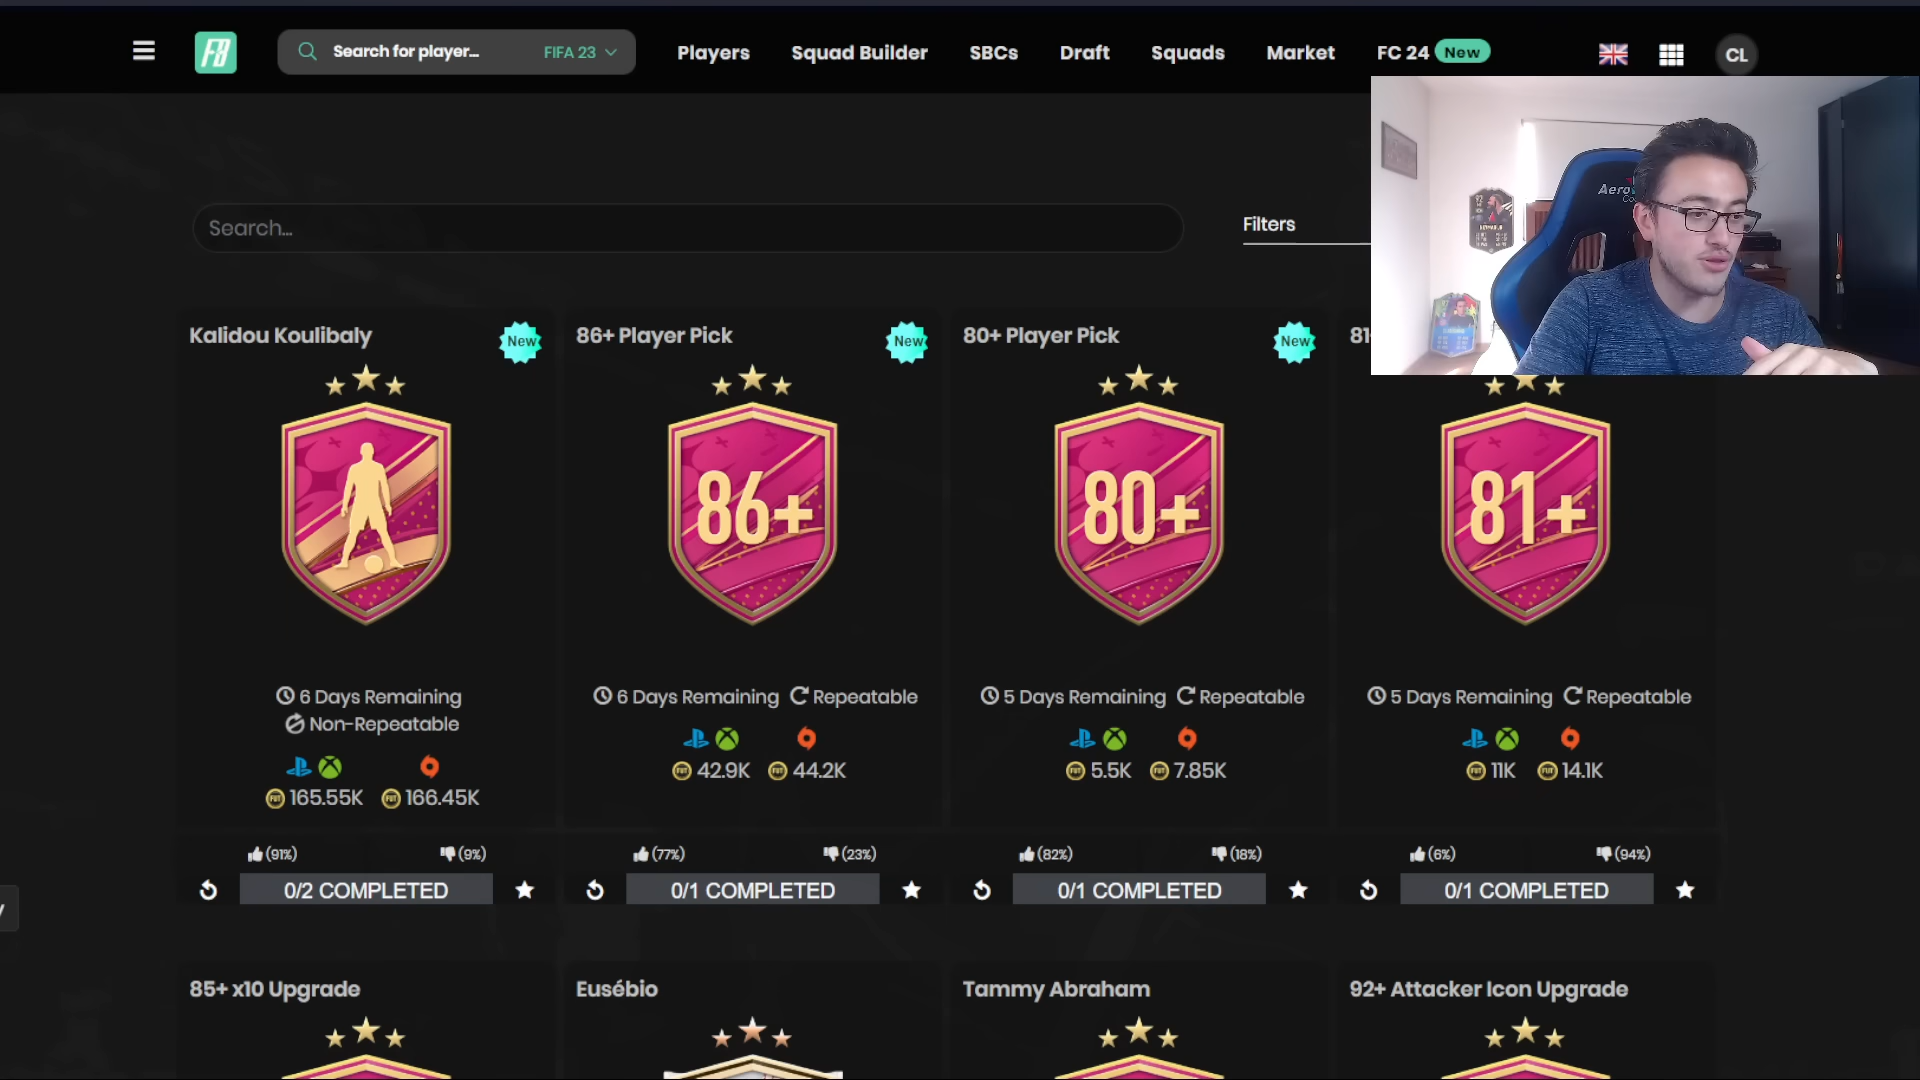 FB
Search for player...
FIFA 23
Players
Squad Builder
SBCs
Draft
Squads
Market
FC 24
New
CL
Search...
Filters
Aero
Kalidou Koulibaly
New
6 Days Remaining
Non-Repeatable
165.55K
166.45K
(91%)
(9%)
0/2 COMPLETED
86+ Player Pick
New
86+
6 Days Remaining
Repeatable
42.9K
44.2K
(77%)
(23%)
0/1 COMPLETED
80+ Player Pick
New
80+
5 Days Remaining
Repeatable
5.5K
7.85K
(82%)
(18%)
0/1 COMPLETED
81+
5 Days Remaining
Repeatable
11K
14.1K
(6%)
(94%)
0/1 COMPLETED
85+ x10 Upgrade
Eusébio
Tammy Abraham
92+ Attacker Icon Upgrade